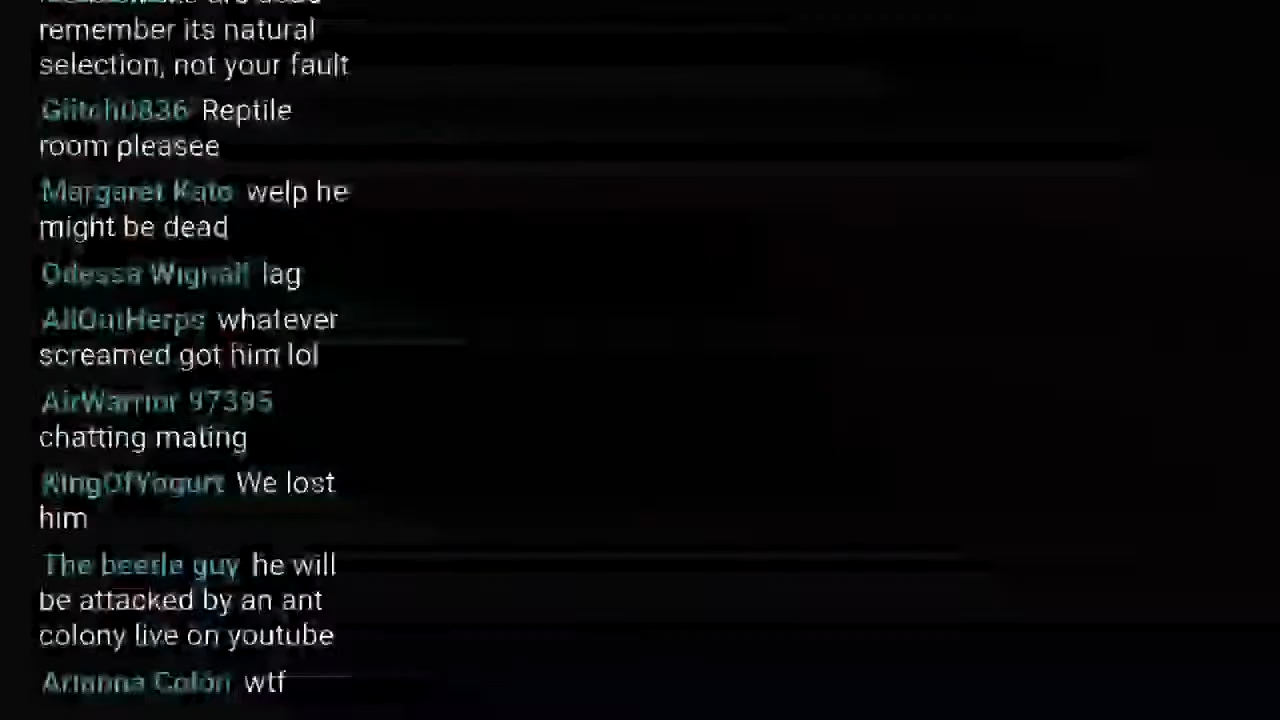 remember its natural
selection, not your fault
Glitch0836 Reptile
room pleasee
Margaret Kato welp he
might be dead
Odessa Wignall lag
AllOutHerps whatever
screamed got him lol
AirWarrior 97395
chatting mating
KingOfYogurt We lost
him
The beetle guy he will
be attacked by an ant
colony live on youtube
Arianna Colón wtf